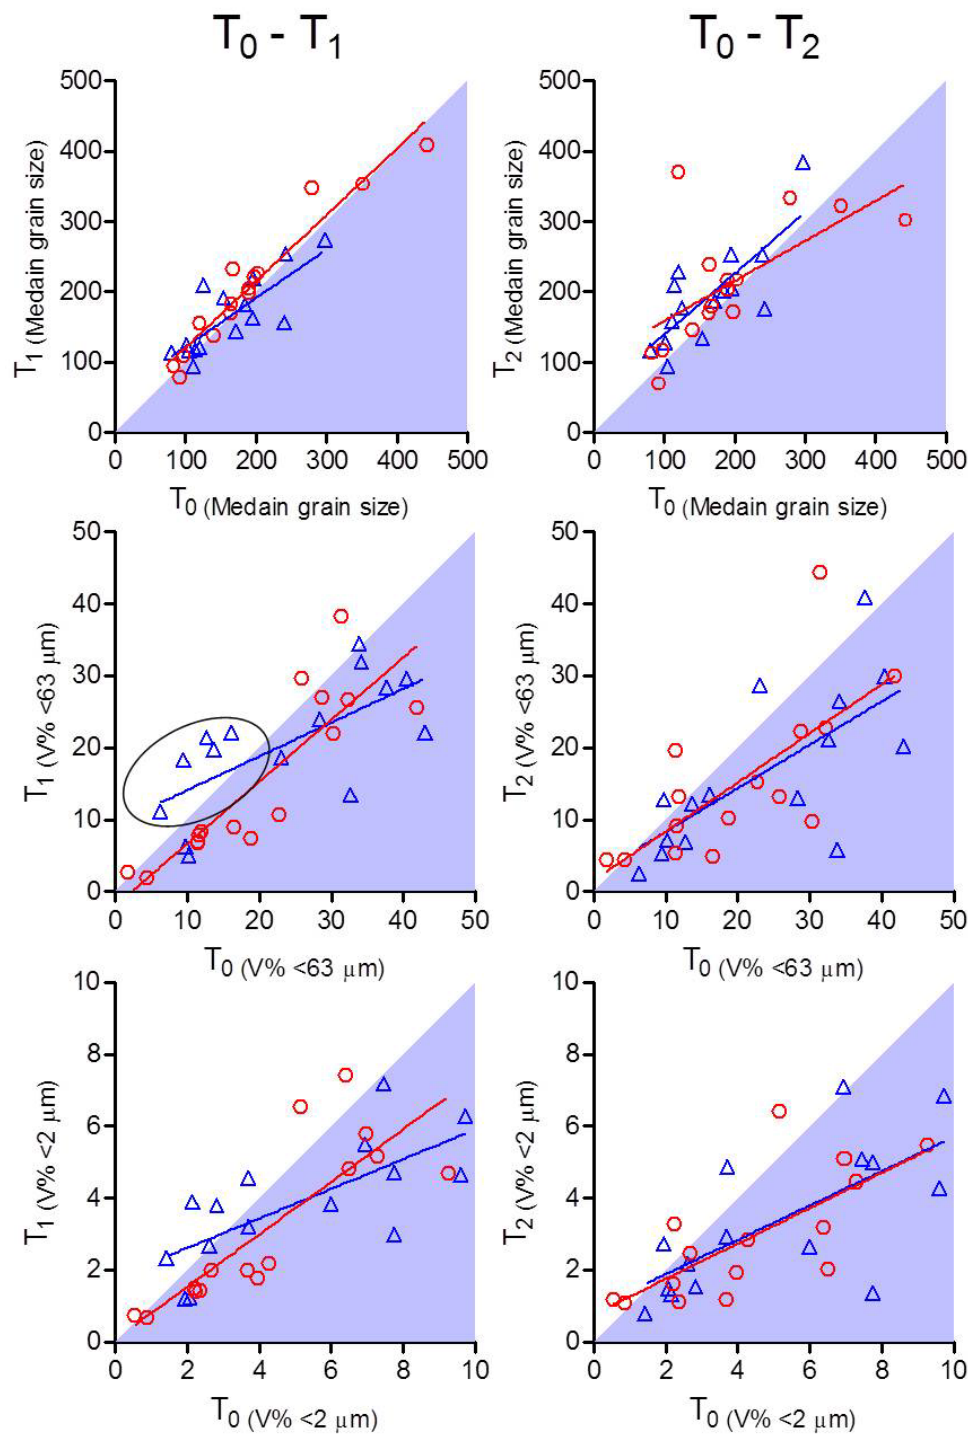 T0 - T1
T0 - T2
500
400
300
200
100
0
T1 (Medain grain size)
0 100 200 300 400 500
T0 (Medain grain size)
500
400
300
200
100
0
T2 (Medain grain size)
0 100 200 300 400 500
T0 (Medain grain size)
50
40
30
20
10
0
T1 (V% <63 µm)
0 10 20 30 40 50
T0 (V% <63 µm)
50
40
30
20
10
0
T2 (V% <63 µm)
0 10 20 30 40 50
T0 (V% <63 µm)
10
8
6
4
2
0
T1 (V% <2 µm)
0 2 4 6 8 10
T0 (V% <2 µm)
10
8
6
4
2
0
T2 (V% <2 µm)
0 2 4 6 8 10
T0 (V% <2 µm)